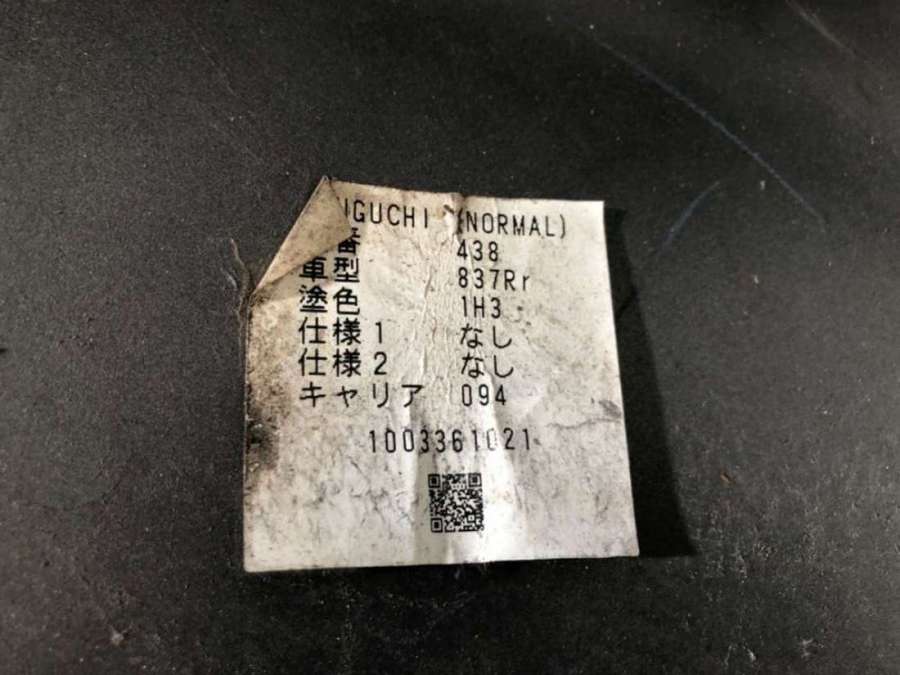 IGUCHI (NORMAL)
番 438
車型 837Rr
塗色 1H3
仕様1 なし
仕様2 なし
キャリア 094
1003361021